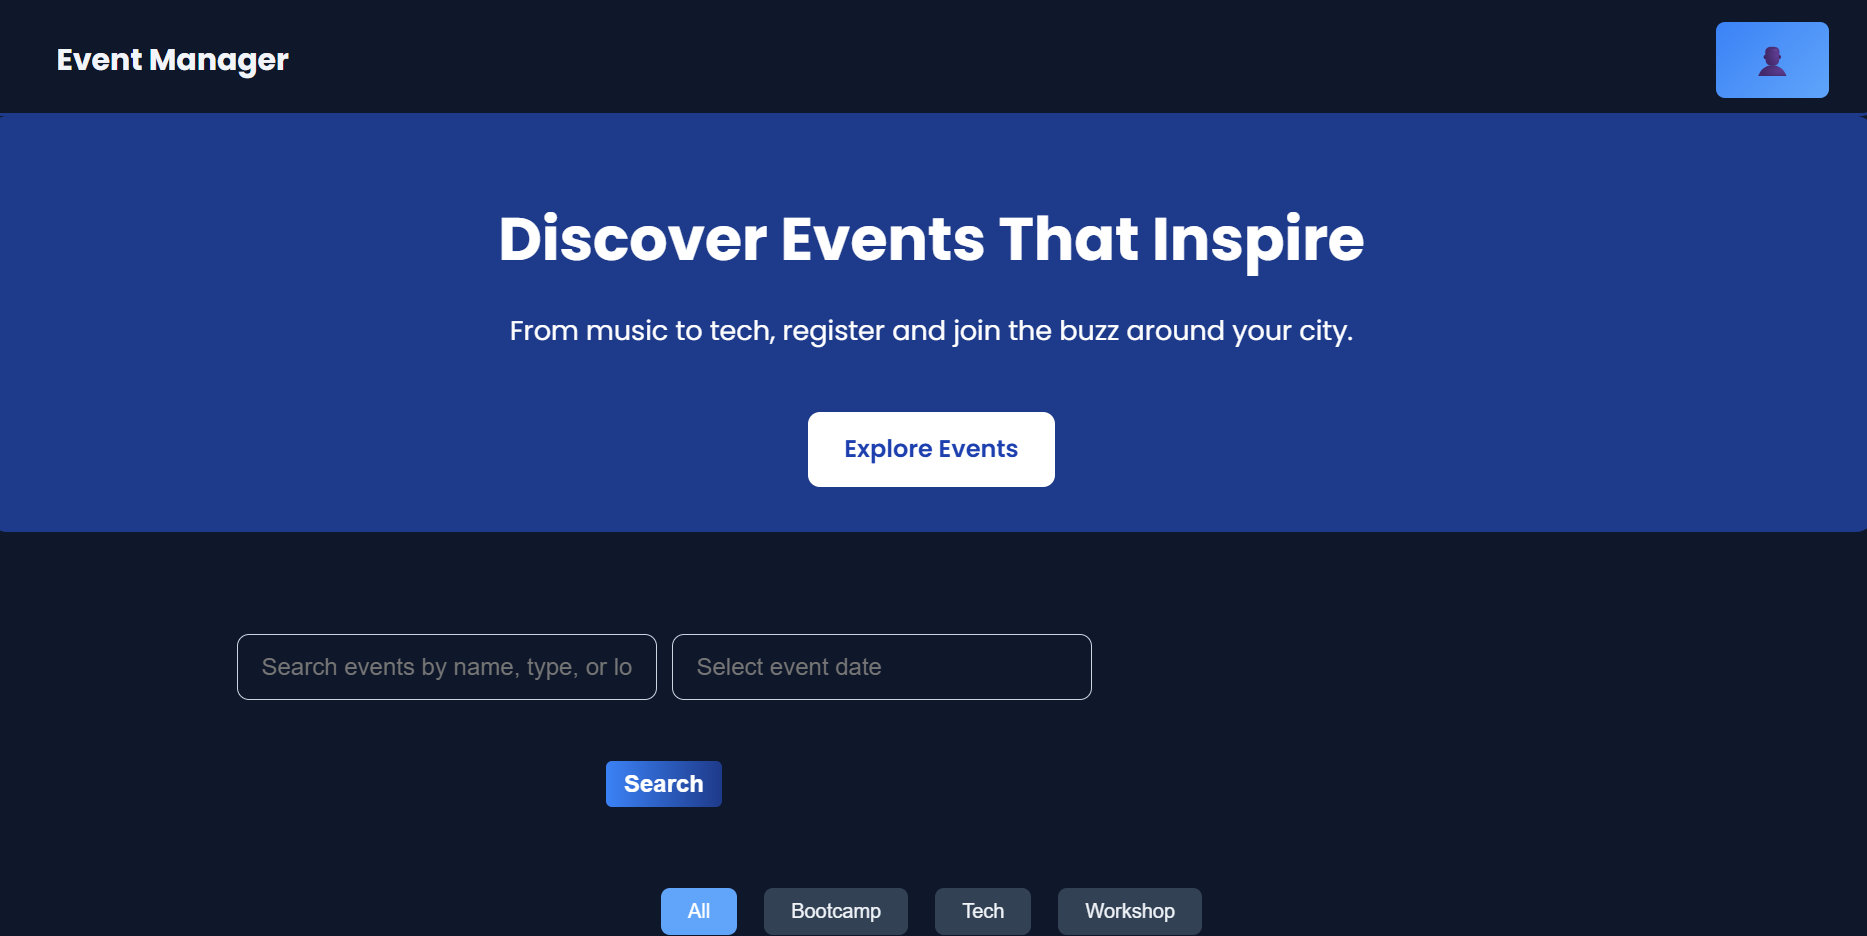 Event Manager
Discover Events That Inspire
From music to tech, register and join the buzz around your city.
Explore Events
Search events by name, type, or lo
Select event date
Search
All
Bootcamp
Tech
Workshop